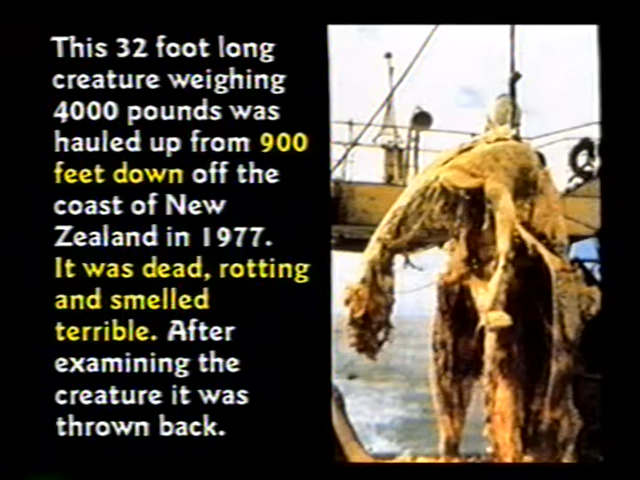 This 32 foot long
creature weighing
4000 pounds was
hauled up from 900
feet down off the
coast of New
Zealand in 1977.
It was dead, rotting
and smelled
terrible. After
examining the
creature it was
thrown back.